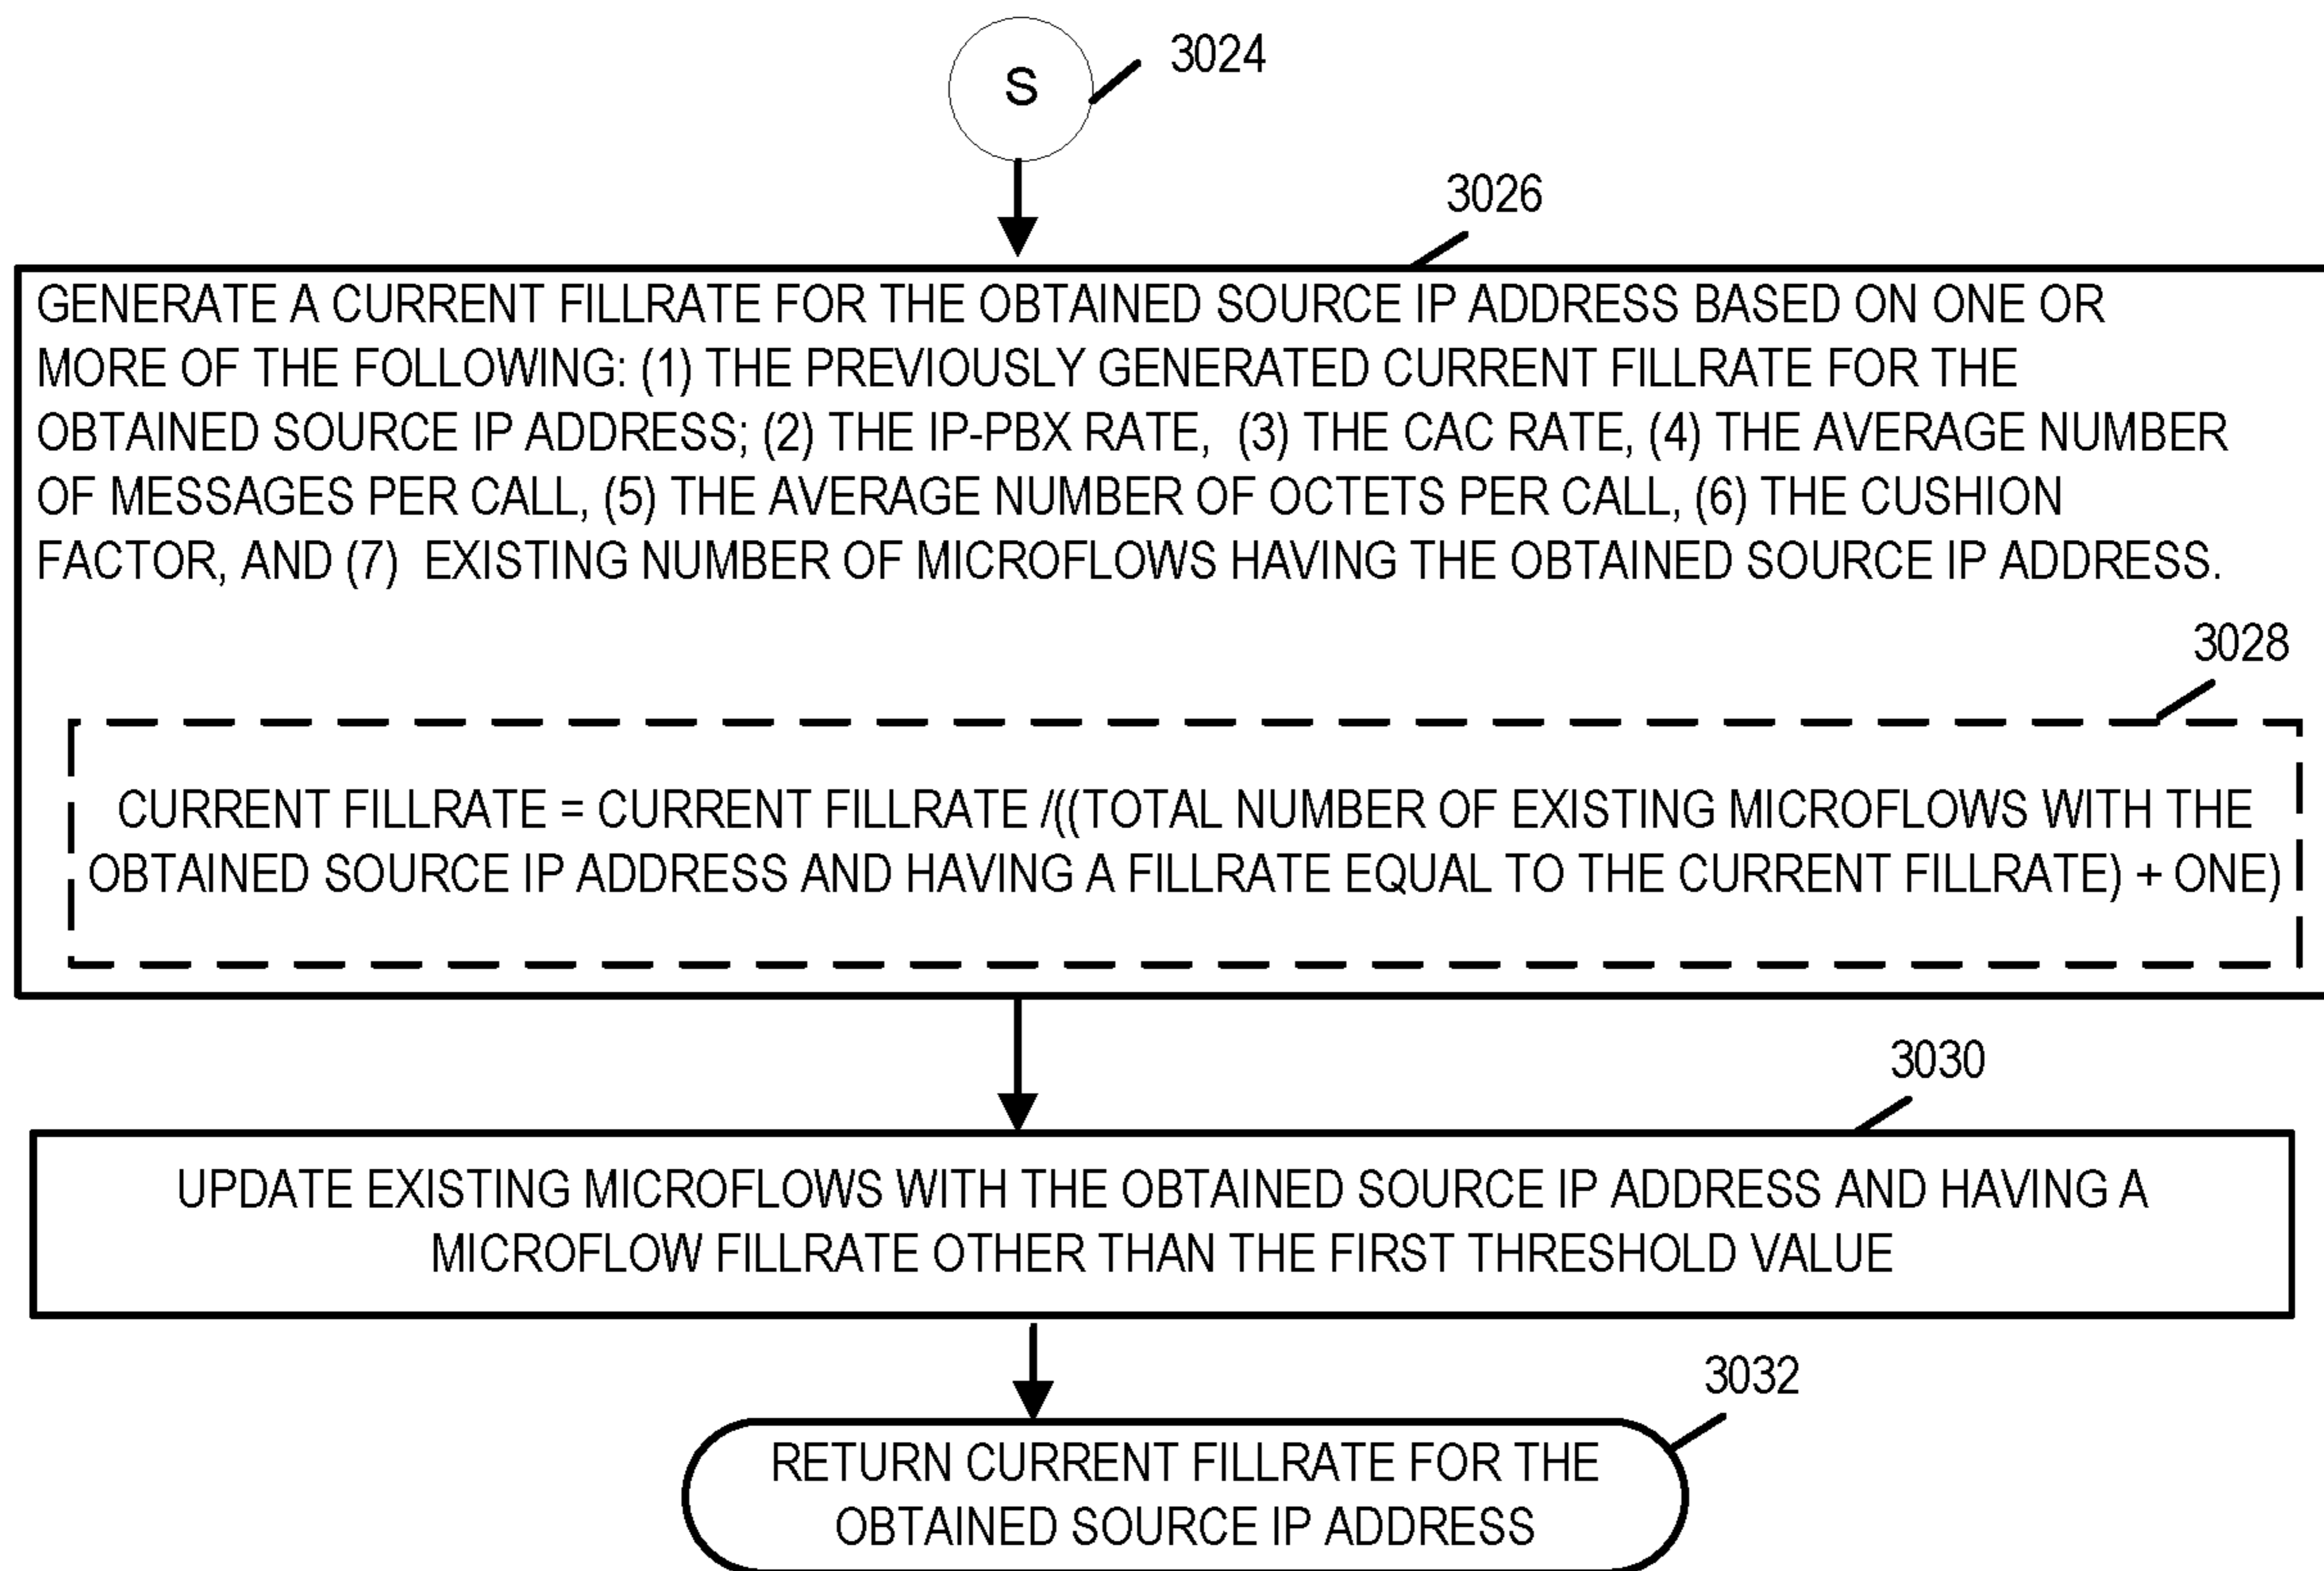 S
3024
3026
GENERATE A CURRENT FILLRATE FOR THE OBTAINED SOURCE IP ADDRESS BASED ON ONE OR
MORE OF THE FOLLOWING: (1) THE PREVIOUSLY GENERATED CURRENT FILLRATE FOR THE
OBTAINED SOURCE IP ADDRESS; (2) THE IP-PBX RATE, (3) THE CAC RATE, (4) THE AVERAGE NUMBER
OF MESSAGES PER CALL, (5) THE AVERAGE NUMBER OF OCTETS PER CALL, (6) THE CUSHION
FACTOR, AND (7) EXISTING NUMBER OF MICROFLOWS HAVING THE OBTAINED SOURCE IP ADDRESS.
3028
CURRENT FILLRATE = CURRENT FILLRATE /((TOTAL NUMBER OF EXISTING MICROFLOWS WITH THE
OBTAINED SOURCE IP ADDRESS AND HAVING A FILLRATE EQUAL TO THE CURRENT FILLRATE) + ONE)
3030
UPDATE EXISTING MICROFLOWS WITH THE OBTAINED SOURCE IP ADDRESS AND HAVING A
MICROFLOW FILLRATE OTHER THAN THE FIRST THRESHOLD VALUE
3032
RETURN CURRENT FILLRATE FOR THE
OBTAINED SOURCE IP ADDRESS